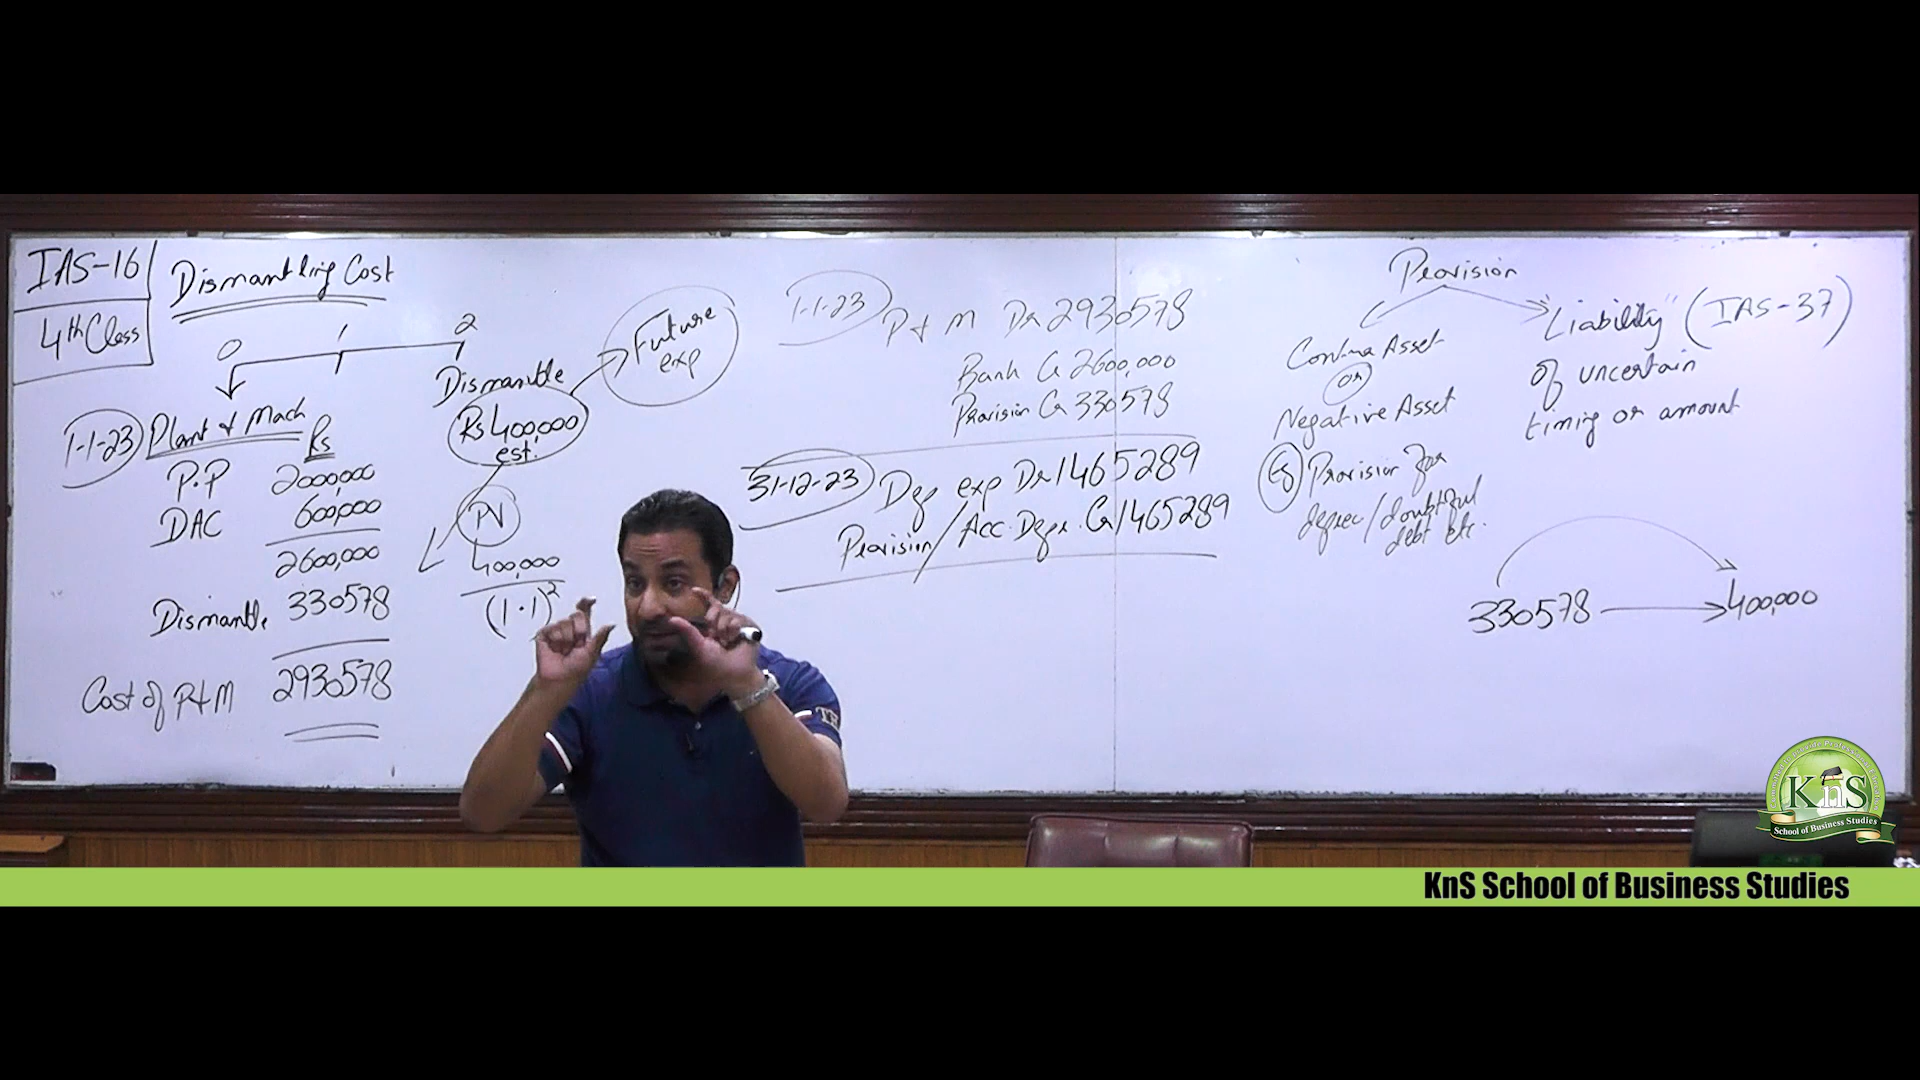 IAS-16
4th Class
Dismantling Cost
0 1 2
Dismantle
Rs 400,000
est.
Future
exp
PV
400,000
(1.1)²
1-1-23 Plant & Mach
Rs
P.P 2000,000
DAC 600,000
2600,000
Dismantle 330578
Cost of P&M 2930578
1-1-23 P & M Dr 2930578
Bank Cr 2600,000
Provision Cr 330578
31-12-23 Dep exp Dr 1465289
Provision/Acc. Depr. Cr 1465289
Provision
Contra Asset
or
Negative Asset
Eg Provision for
deprec/doubtful
debt etc.
"Liability" (IAS-37)
Of uncertain
timing or amount
330578 400,000
TH
KnS
School of Business Studies
KnS School of Business Studies